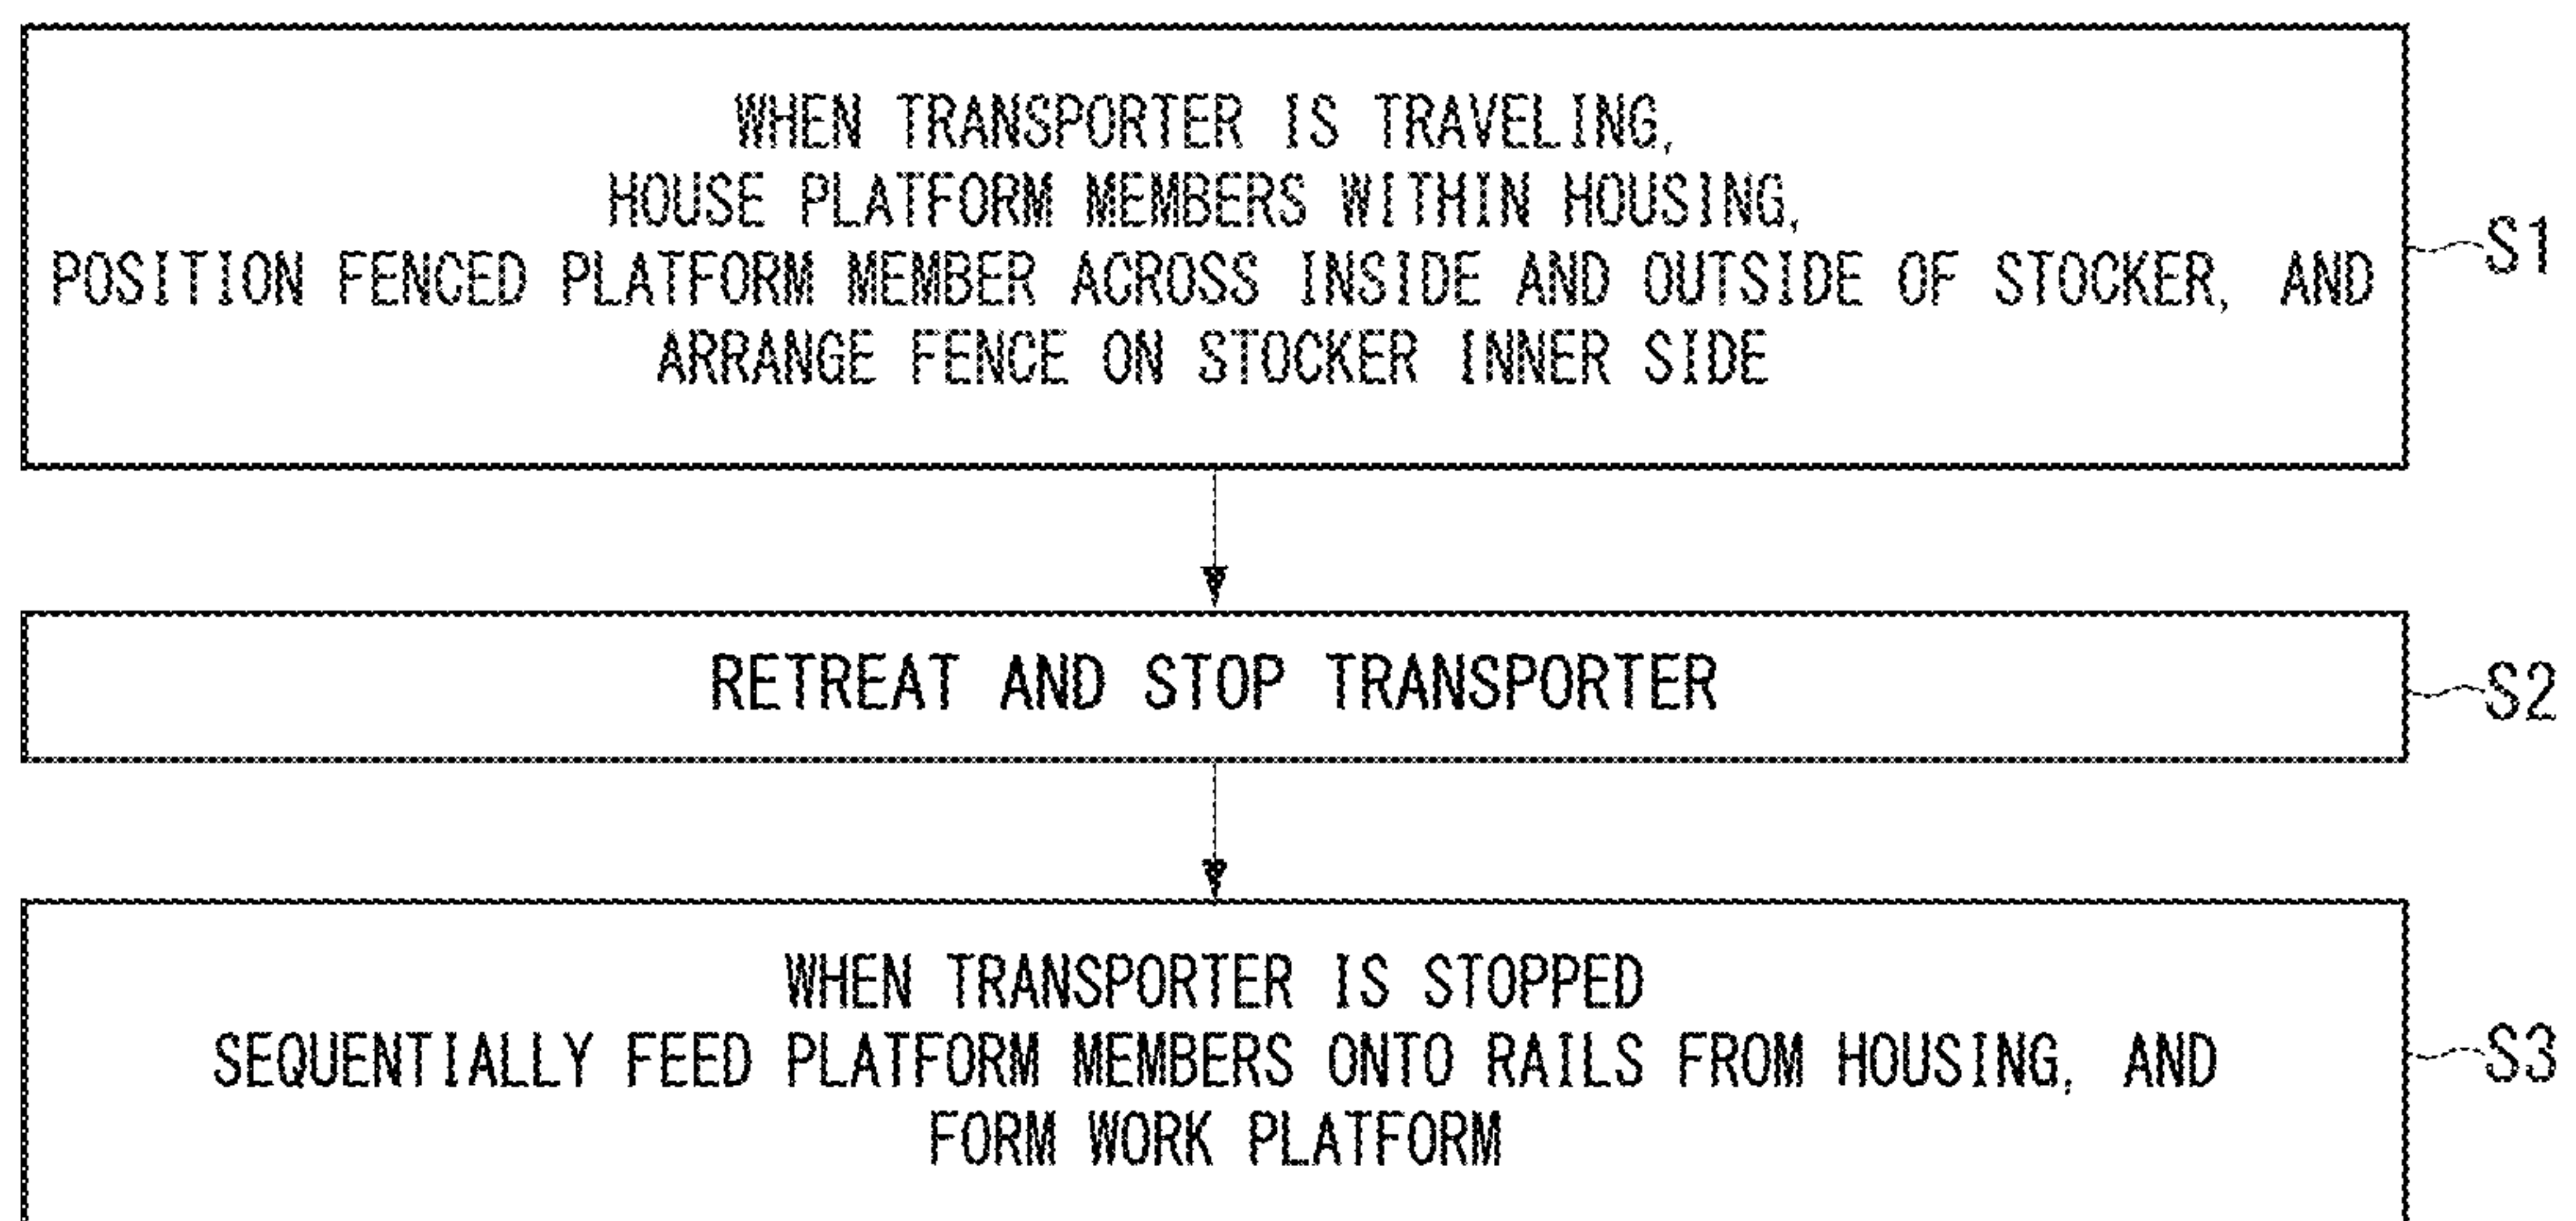 WHEN TRANSPORTER IS TRAVELING,
HOUSE PLATFORM MEMBERS WITHIN HOUSING,
POSITION FENCED PLATFORM MEMBER ACROSS INSIDE AND OUTSIDE OF STOCKER, AND
ARRANGE FENCE ON STOCKER INNER SIDE
S1
RETREAT AND STOP TRANSPORTER
S2
WHEN TRANSPORTER IS STOPPED
SEQUENTIALLY FEED PLATFORM MEMBERS ONTO RAILS FROM HOUSING, AND
FORM WORK PLATFORM
S3